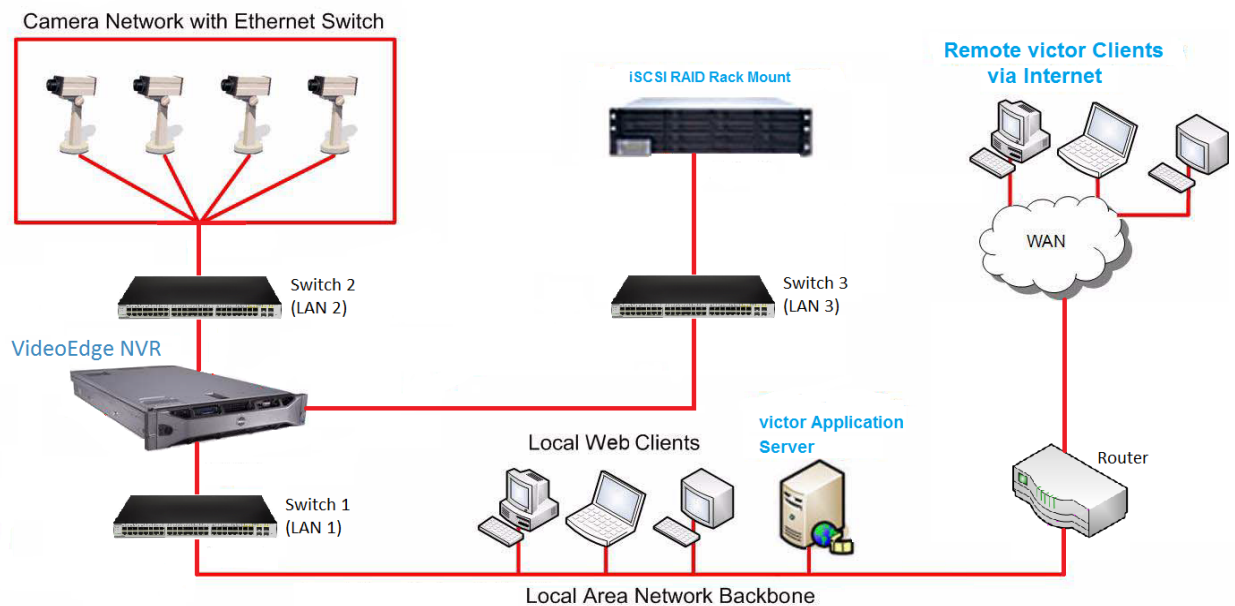 Camera Network with Ethernet Switch
iSCSI RAID Rack Mount
Remote victor Clients
via Internet
WAN
Switch 2
(LAN 2)
Switch 3
(LAN 3)
VideoEdge NVR
victor Application
Server
Local Web Clients
Router
Switch 1
(LAN 1)
Local Area Network Backbone